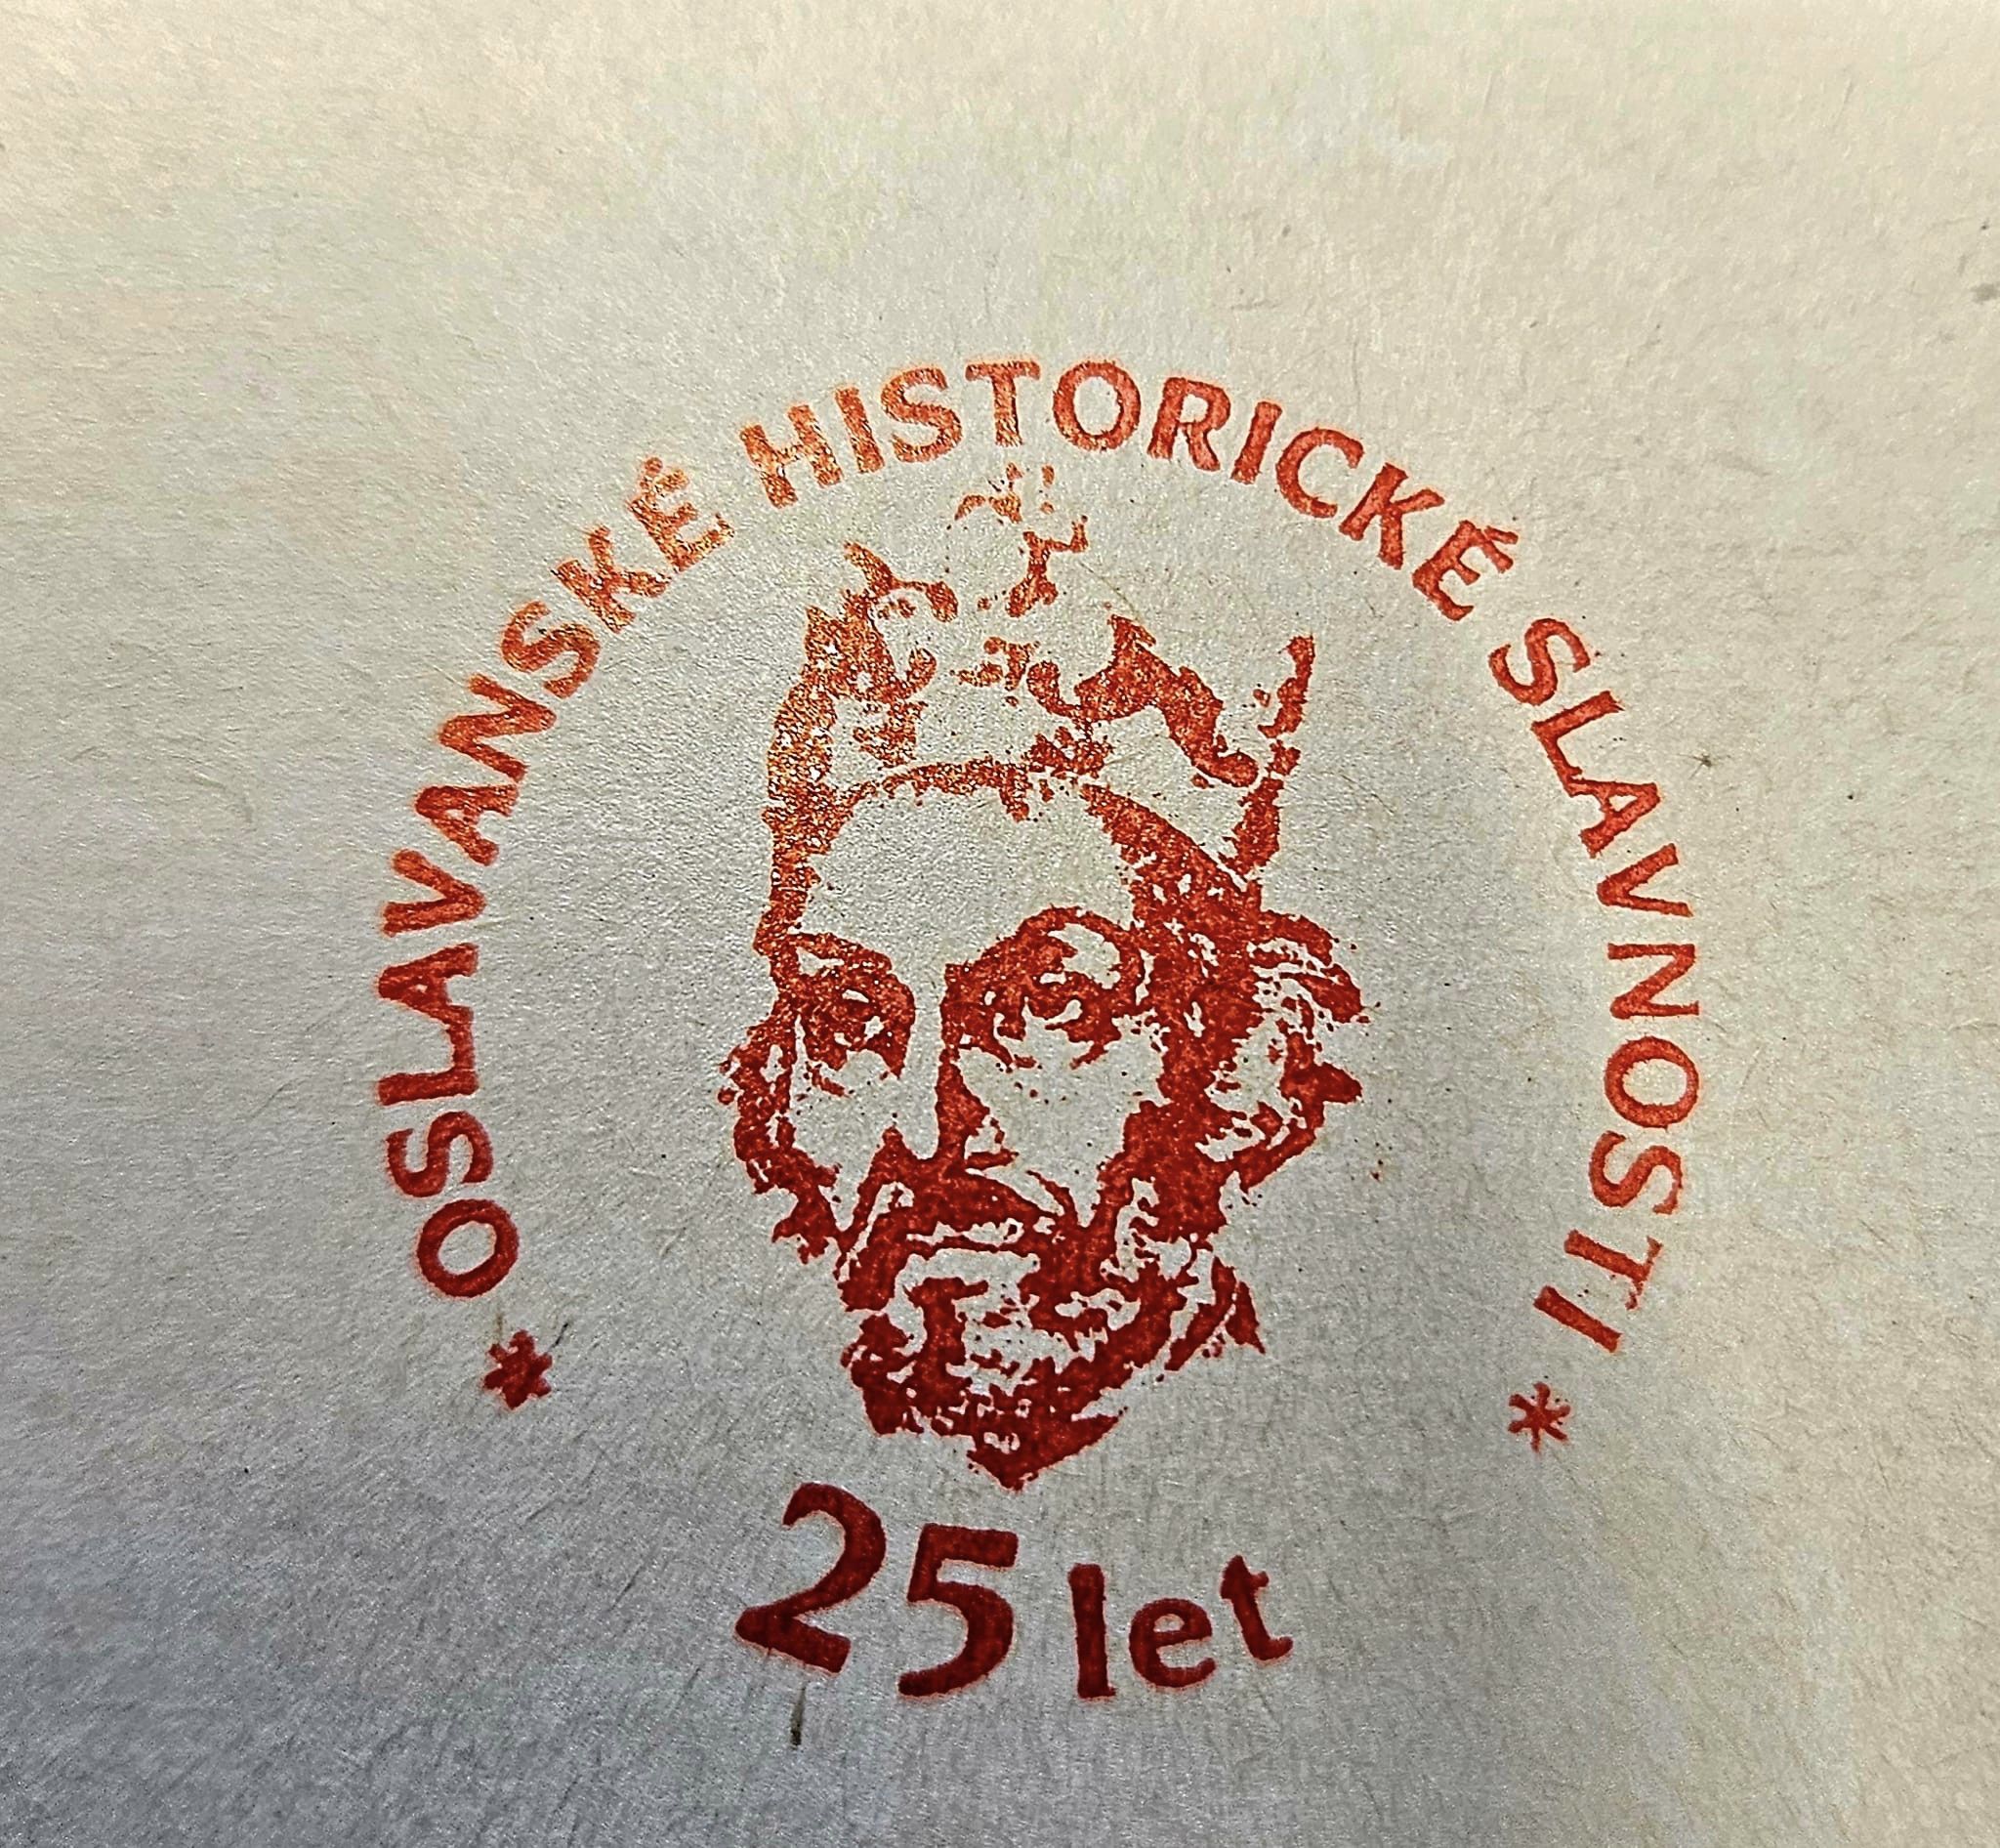 * OSLAVANSKÉ HISTORICKÉ SLAVNOSTI *
25 let